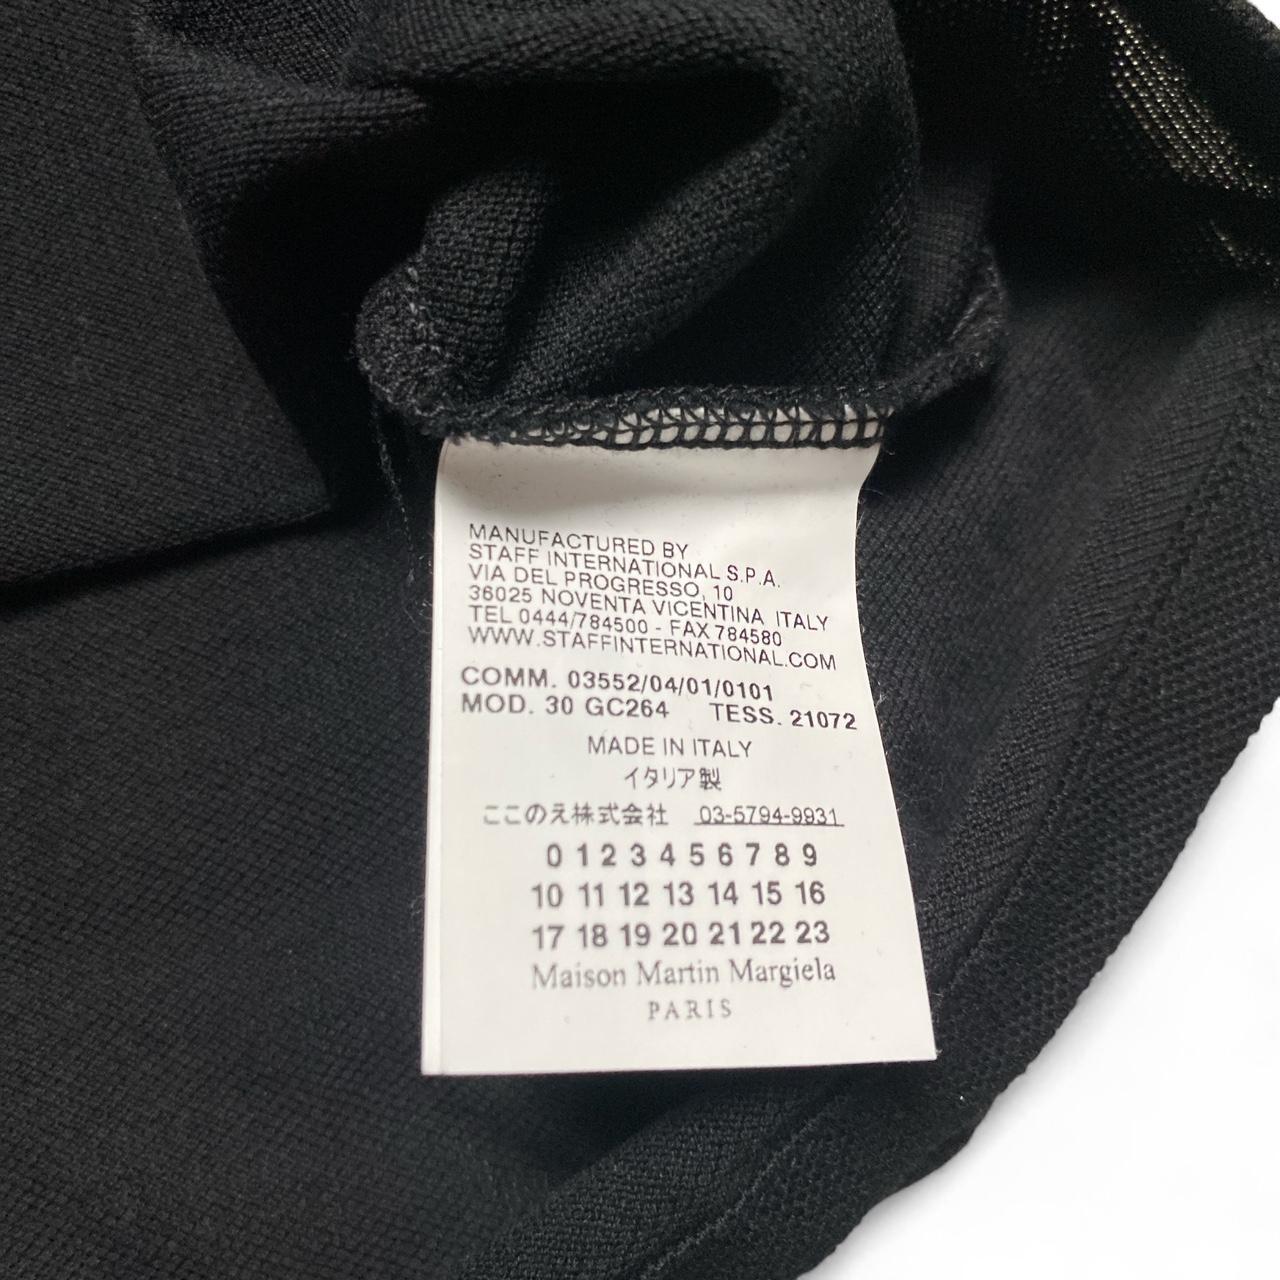 MANUFACTURED BY
STAFF INTERNATIONAL S.P.A.
VIA DEL PROGRESSO, 10
36025 NOVENTA VICENTINA ITALY
TEL 0444/784500 - FAX 784580
WWW.STAFFINTERNATIONAL.COM
COMM. 03552/04/01/0101
MOD. 30 GC264 TESS. 21072
MADE IN ITALY
イタリア製
ここのえ株式会社 03-5794-9931
0 1 2 3 4 5 6 7 8 9
10 11 12 13 14 15 16
17 18 19 20 21 22 23
Maison Martin Margiela
PARIS